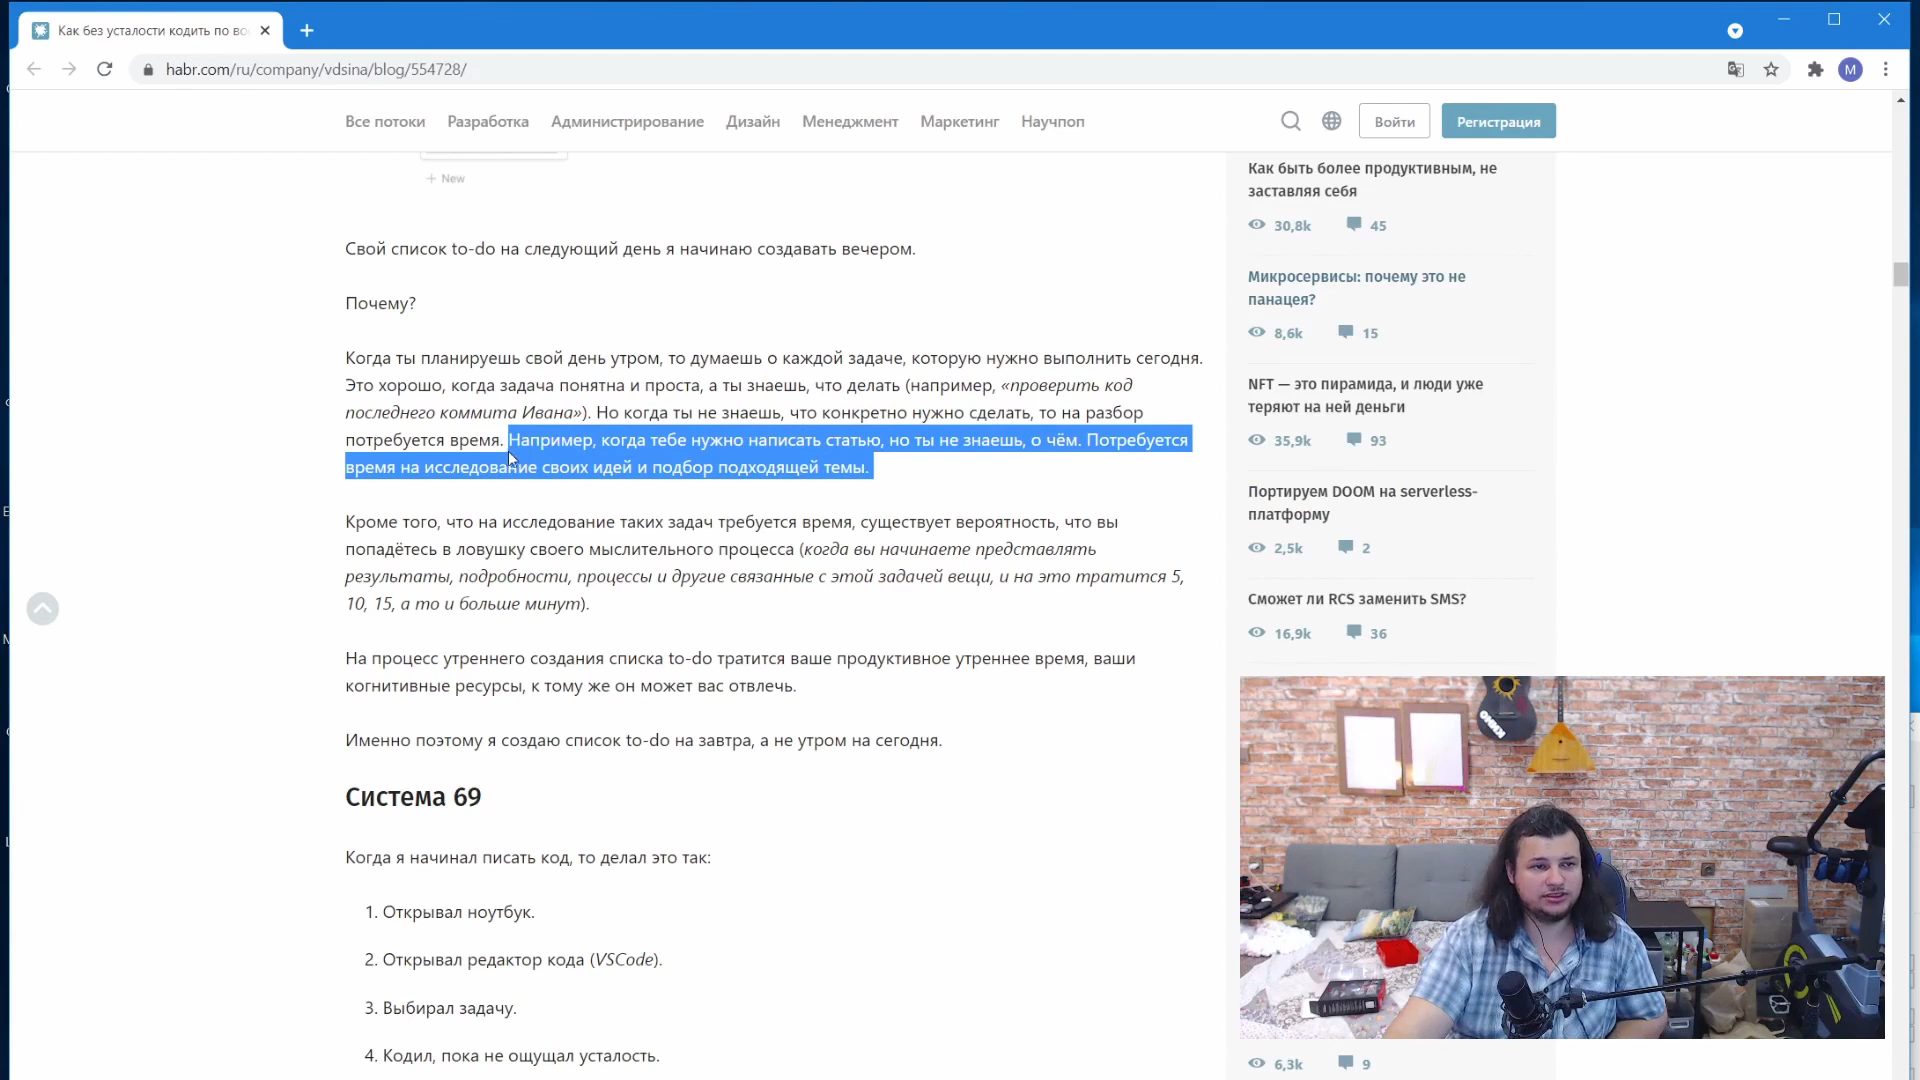 Как без усталости кодить по во
habr.com/ru/company/vdsina/blog/554728/
M
Все потоки Разработка Администрирование Дизайн Менеджмент Маркетинг Научпоп
Войти
Регистрация
+ New
Свой список to-do на следующий день я начинаю создавать вечером.
Почему?
Когда ты планируешь свой день утром, то думаешь о каждой задаче, которую нужно выполнить сегодня.
Это хорошо, когда задача понятна и проста, а ты знаешь, что делать (например, «проверить код
последнего коммита Ивана»). Но когда ты не знаешь, что конкретно нужно сделать, то на разбор
потребуется время. Например, когда тебе нужно написать статью, но ты не знаешь, о чём. Потребуется
время на исследование своих идей и подбор подходящей темы.
Кроме того, что на исследование таких задач требуется время, существует вероятность, что вы
попадётесь в ловушку своего мыслительного процесса (когда вы начинаете представлять
результаты, подробности, процессы и другие связанные с этой задачей вещи, и на это тратится 5,
10, 15, а то и больше минут).
На процесс утреннего создания списка to-do тратится ваше продуктивное утреннее время, ваши
когнитивные ресурсы, к тому же он может вас отвлечь.
Именно поэтому я создаю список to-do на завтра, а не утром на сегодня.
Система 69
Когда я начинал писать код, то делал это так:
1. Открывал ноутбук.
2. Открывал редактор кода (VSCode).
3. Выбирал задачу.
4. Кодил, пока не ощущал усталость.
Как быть более продуктивным, не
заставляя себя
30,8k 45
Микросервисы: почему это не
панацея?
8,6k 15
NFT — это пирамида, и люди уже
теряют на ней деньги
35,9k 93
Портируем DOOM на serverless-
платформу
2,5k 2
Сможет ли RCS заменить SMS?
16,9k 36
6,3k 9